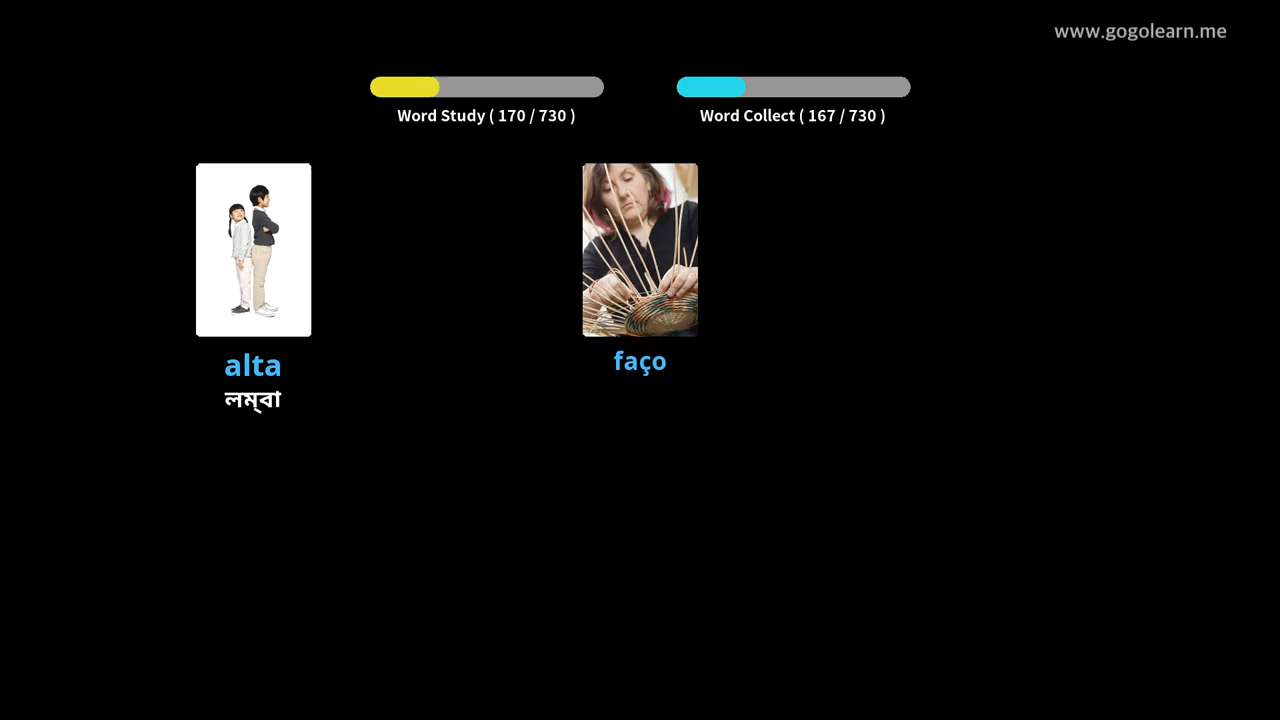 www.gogolearn.me
Word Study ( 170 / 730 )
Word Collect ( 167 / 730 )
alta
লম্‌বা
faço